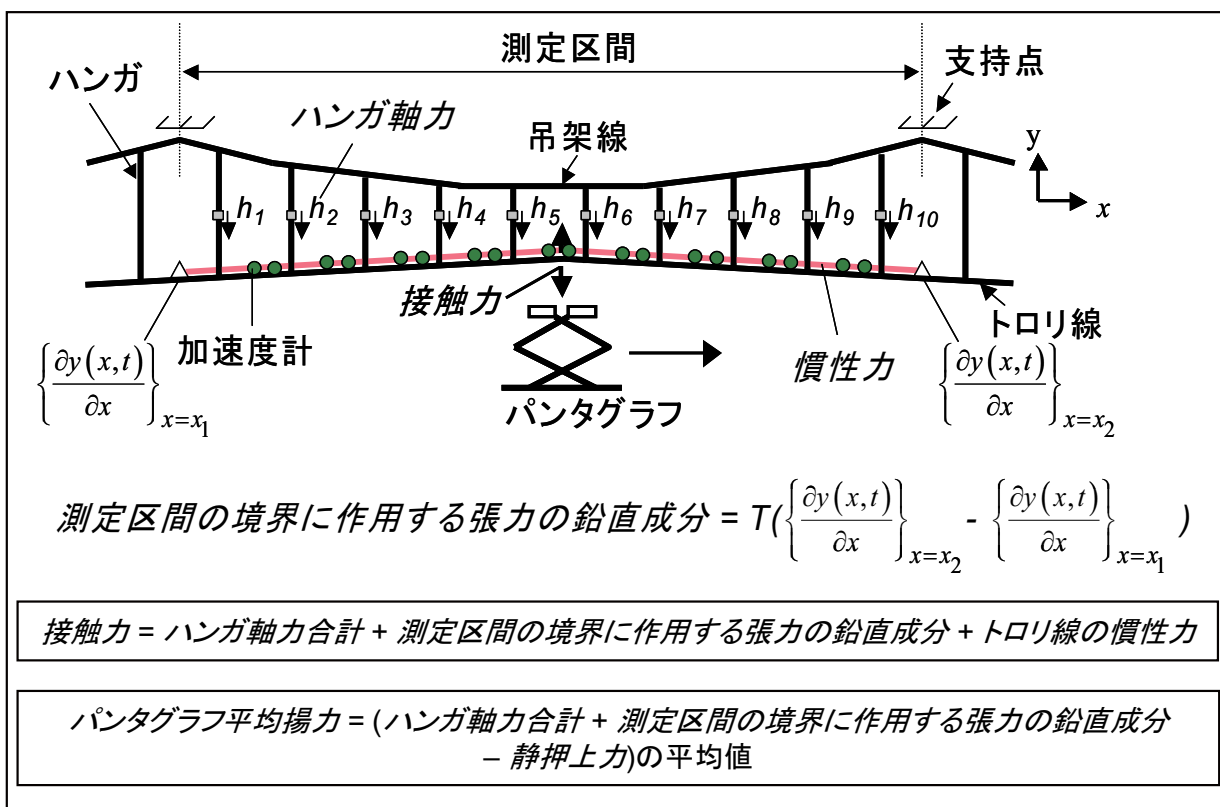 測定区間
支持点
ハンガ
ハンガ軸力
吊架線
y
x
h1 h2 h3 h4 h5 h6 h7 h8 h9 h10
接触力
トロリ線
加速度計
慣性力
{∂y(x,t)/∂x}x=x1
{∂y(x,t)/∂x}x=x2
パンタグラフ
測定区間の境界に作用する張力の鉛直成分 = T({∂y(x,t)/∂x}x=x2 - {∂y(x,t)/∂x}x=x1 )
接触力 = ハンガ軸力合計 + 測定区間の境界に作用する張力の鉛直成分 + トロリ線の慣性力
パンタグラフ平均揚力 = (ハンガ軸力合計 + 測定区間の境界に作用する張力の鉛直成分
– 静押上力)の平均値